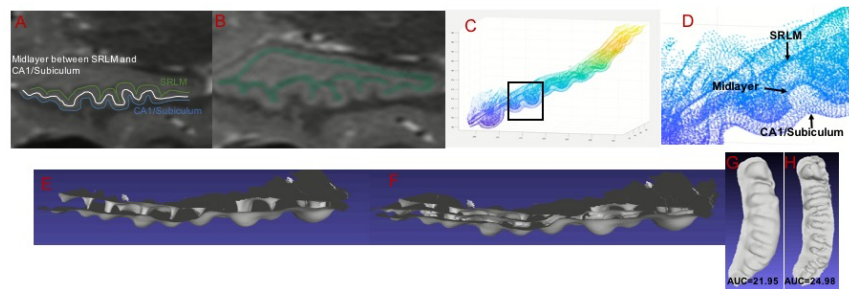 A
Midlayer between SRLM and
CA1/Subiculum
SRLM
CA1/Subiculum
B
C
D
SRLM
Midlayer
CA1/Subiculum
E
F
G
AUC=21.95
H
AUC=24.98